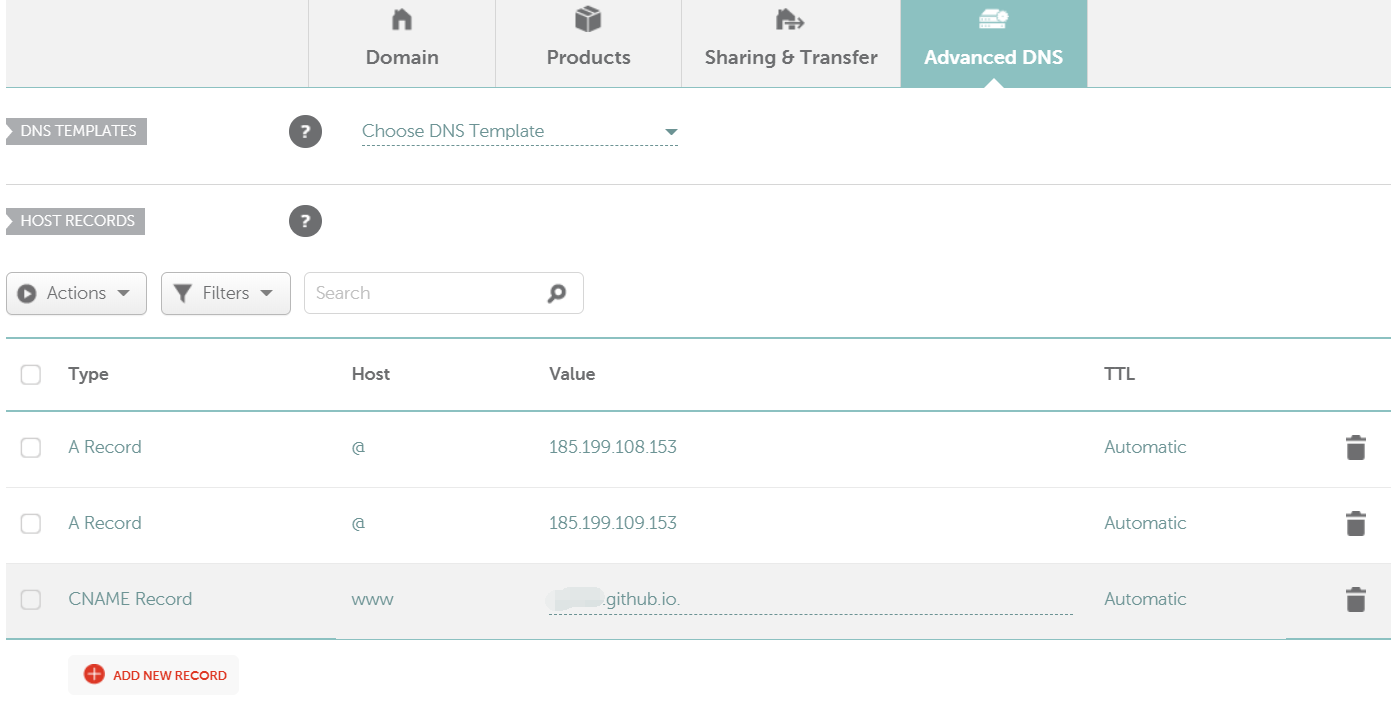 Domain
Products
Sharing & Transfer
Advanced DNS
DNS TEMPLATES
?
Choose DNS Template
HOST RECORDS
?
Actions
Filters
Search
Type Host Value TTL
A Record @ 185.199.108.153 Automatic
A Record @ 185.199.109.153 Automatic
CNAME Record www .github.io. Automatic
ADD NEW RECORD